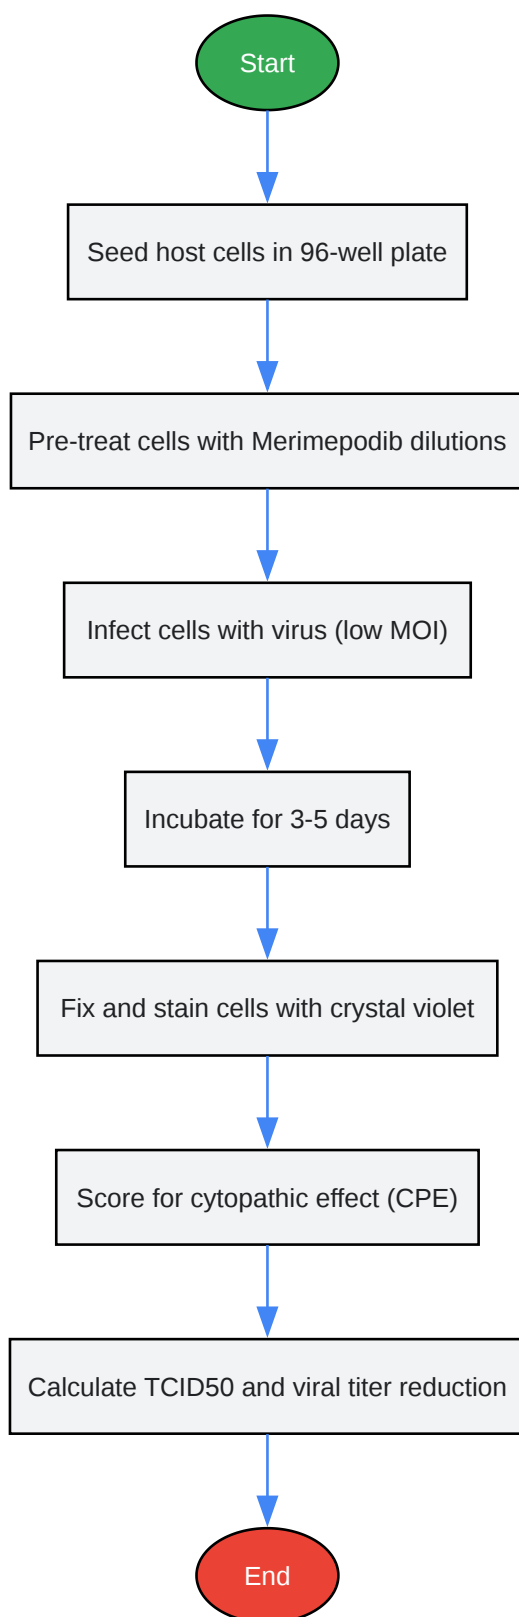 Start
Seed host cells in 96-well plate
Pre-treat cells with Merimepodib dilutions
Infect cells with virus (low MOI)
Incubate for 3-5 days
Fix and stain cells with crystal violet
Score for cytopathic effect (CPE)
Calculate TCID50 and viral titer reduction
End